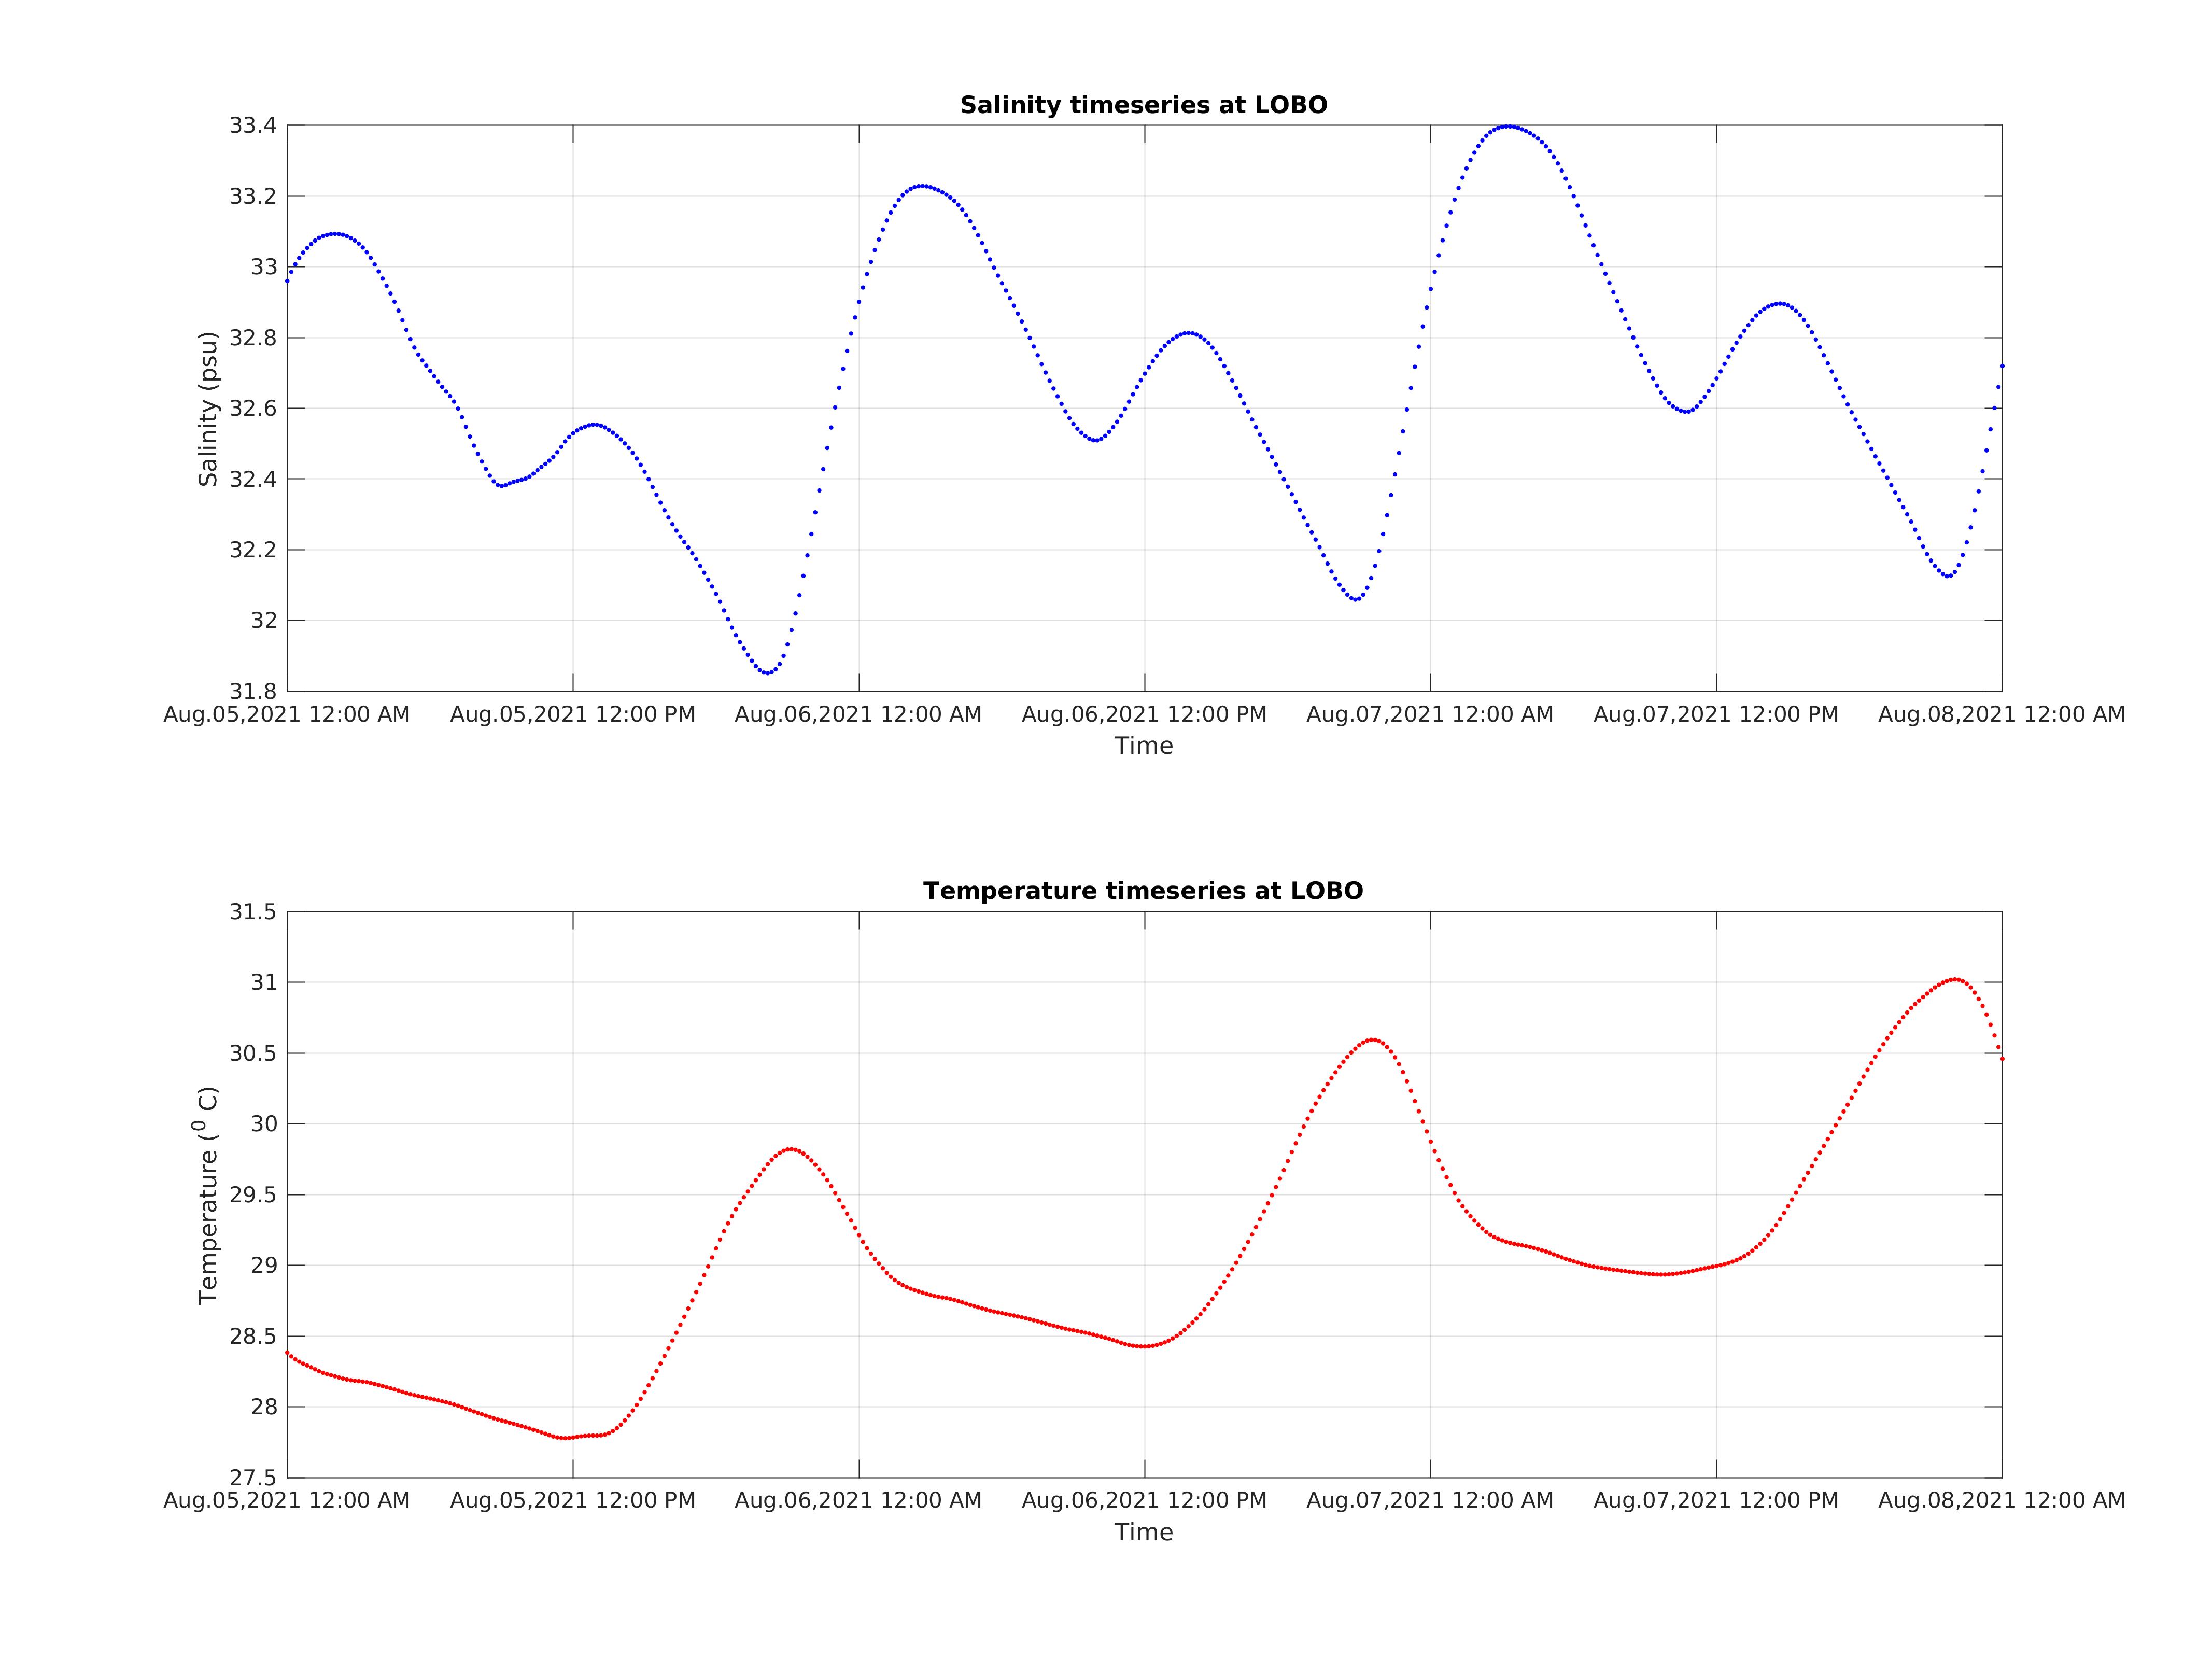 Salinity timeseries at LOBO
Salinity (psu)
33.4
33.2
33
32.8
32.6
32.4
32.2
32
31.8
Aug.05,2021 12:00 AM Aug.05,2021 12:00 PM Aug.06,2021 12:00 AM Aug.06,2021 12:00 PM Aug.07,2021 12:00 AM Aug.07,2021 12:00 PM Aug.08,2021 12:00 AM
Time
Temperature timeseries at LOBO
Temperature (⁰ C)
31.5
31
30.5
30
29.5
29
28.5
28
27.5
Aug.05,2021 12:00 AM Aug.05,2021 12:00 PM Aug.06,2021 12:00 AM Aug.06,2021 12:00 PM Aug.07,2021 12:00 AM Aug.07,2021 12:00 PM Aug.08,2021 12:00 AM
Time